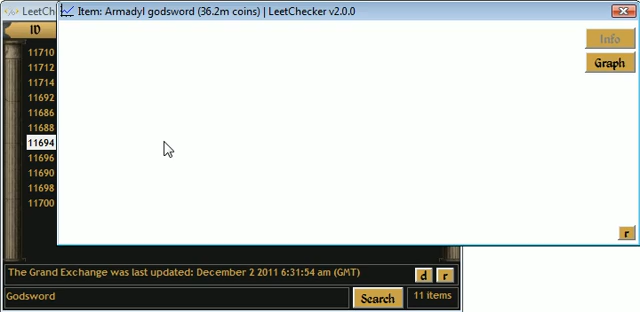 LeetChe
Item: Armadyl godsword (36.2m coins) | LeetChecker v2.0.0
ID
Info
Graph
11710
11712
11714
11692
11686
11688
11694
11696
11690
11698
11700
r
The Grand Exchange was last updated: December 2 2011 6:31:54 am (GMT)
d
r
Godsword
Search
11 items